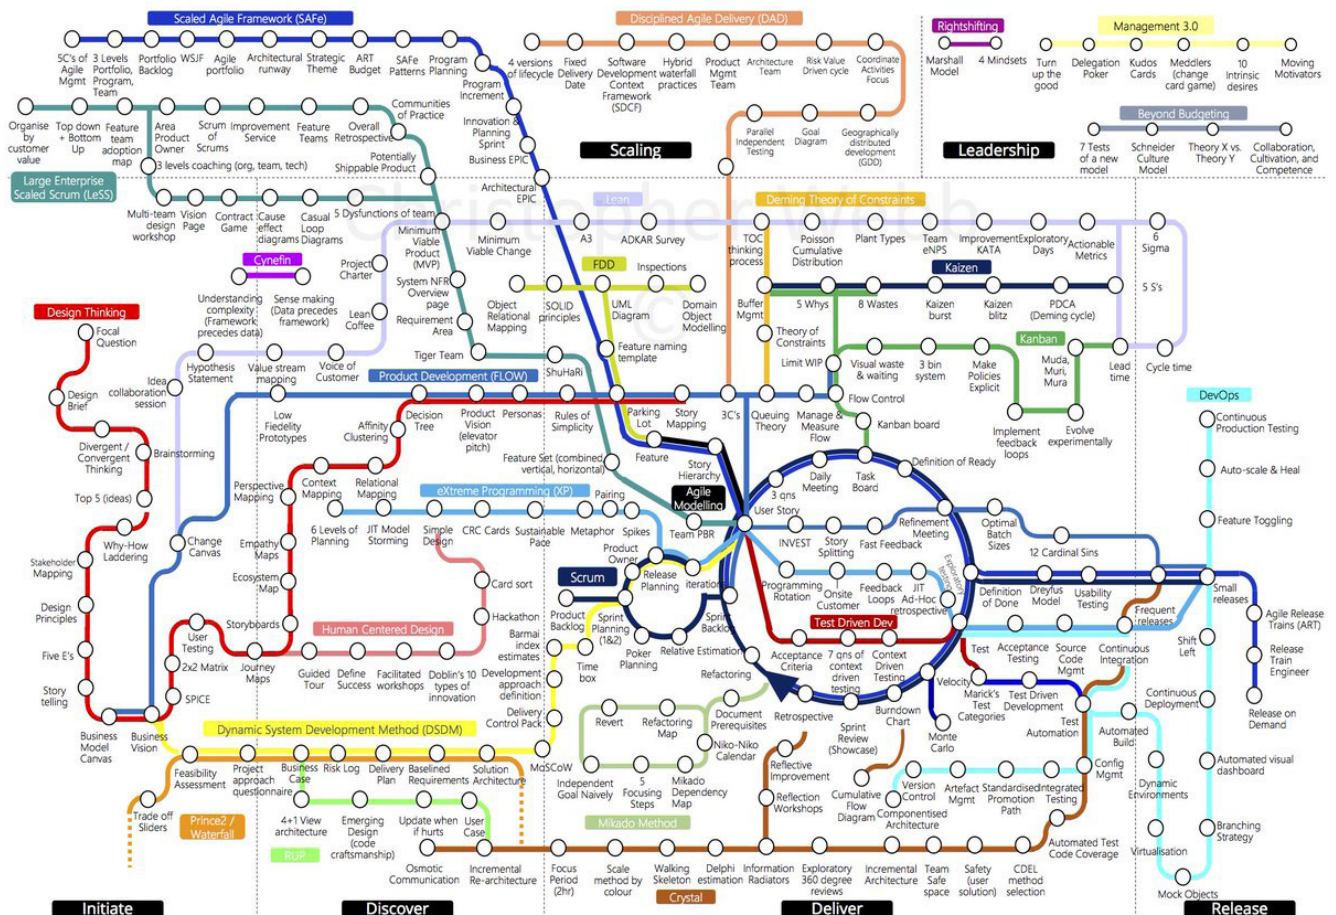 Scaled Agile Framework (SAFe)
5C's of
Agile
Mgmt
3 Levels
Portfolio,
Program,
Team
Portfolio
Backlog
WSJF
Agile
portfolio
Architectural
runway
Strategic
Theme
ART
Budget
SAFe
Patterns
Program
Planning
Program
Increment
Innovation &
Planning
Sprint
Business EPIC
Architectural
EPIC
Disciplined Agile Delivery (DAD)
4 versions
of lifecycle
Fixed
Delivery
Date
Software
Development
Context
Framework
(SDCF)
Hybrid
waterfall
practices
Product
Mgmt
Team
Architecture
Team
Risk Value
Driven cycle
Coordinate
Activities
Focus
Parallel
Independent
Testing
Goal
Diagram
Geographically
distributed
development
(GDD)
Scaling
Rightshifting
Marshall
Model
4 Mindsets
Management 3.0
Turn
up the
good
Delegation
Poker
Kudos
Cards
Meddlers
(change
card game)
10
Intrinsic
desires
Moving
Motivators
Beyond Budgeting
7 Tests
of a new
model
Schneider
Culture
Model
Theory X vs.
Theory Y
Collaboration,
Cultivation, and
Competence
Leadership
Organise
by
customer
value
Top down
+ Bottom
Up
Feature
team
adoption
map
Area
Product
Owner
Scrum
of
Scrums
Improvement
Service
Feature
Teams
Overall
Retrospective
Communities
of Practice
Potentially
Shippable Product
3 levels coaching (org, team, tech)
Large Enterprise
Scaled Scrum (LeSS)
Multi-team
design
workshop
Vision
Page
Contract
Game
Cause
effect
diagrams
Casual
Loop
Diagrams
5 Dysfunctions of team
Christopher Webb
©
Minimum
Viable
Product
(MVP)
System NFR
Overview
page
Requirement
Area
Tiger Team
ShuHaRi
Feature Set (combined
vertical, horizontal)
Team PBR
Lean
Minimum
Viable Change
A3
ADKAR Survey
Project
Charter
Lean
Coffee
Voice of
Customer
Value stream
mapping
Hypothesis
Statement
Idea
collaboration
session
Change
Canvas
Cynefin
Understanding
complexity
(Framework
precedes data)
Sense making
(Data precedes
framework)
Deming Theory of Constraints
TOC
thinking
process
Poisson
Cumulative
Distribution
Plant Types
Team
eNPS
Improvement
KATA
Exploratory
Days
Actionable
Metrics
6
Sigma
5 S's
Cycle time
Lead
time
Buffer
Mgmt
Theory of
Constraints
Kaizen
5 Whys
8 Wastes
Kaizen
burst
Kaizen
blitz
PDCA
(Deming cycle)
Kanban
Limit WIP
Visual waste
& waiting
3 bin
system
Make
Policies
Explicit
Implement
feedback
loops
Evolve
experimentally
Muda,
Muri,
Mura
Flow Control
Kanban board
FDD
Object
Relational
Mapping
SOLID
principles
UML
Diagram
Inspections
Domain
Object
Modelling
Feature naming
template
Parking
Lot
Feature
Design Thinking
Focal
Question
Design
Brief
Divergent /
Convergent
Thinking
Brainstorming
Top 5 (ideas)
Why-How
Laddering
Stakeholder
Mapping
Design
Principles
Five E's
Story
telling
Business
Model
Canvas
Business
Vision
SPICE
2x2 Matrix
User
Testing
Journey
Maps
Storyboards
Ecosystem
Map
Empathy
Maps
Perspective
Mapping
Context
Mapping
Relational
Mapping
Affinity
Clustering
Product Development (FLOW)
Low
Fiedelity
Prototypes
Decision
Tree
Product
Vision
(elevator
pitch)
Personas
Rules of
Simplicity
Story
Mapping
3C's
Queuing
Theory
Manage &
Measure
Flow
Story
Hierarchy
Agile
Modelling
eXtreme Programming (XP)
6 Levels of
Planning
JIT Model
Storming
Simple
Design
CRC Cards
Sustainable
Pace
Metaphor
Pairing
Spikes
Human Centered Design
Card sort
Hackathon
Guided
Tour
Define
Success
Facilitated
workshops
Doblin's 10
types of
innovation
Scrum
Product
Backlog
Product
Owner
Release
Planning
iterations
Sprint
Planning
(1&2)
Poker
Planning
Relative Estimation
Sprint
Backlog
3 qns
User Story
Daily
Meeting
Task
Board
Definition of Ready
Refinement
Meeting
INVEST
Story
Splitting
Fast Feedback
Optimal
Batch
Sizes
12 Cardinal Sins
Programming
Rotation
Onsite
Customer
Feedback
Loops
JIT
Ad-Hoc
retrospective
Exploratory
testing
Definition
of Done
Dreyfus
Model
Usability
Testing
Frequent
releases
Small
releases
Test Driven Dev
Acceptance
Criteria
7 qns of
context
driven
testing
Context
Driven
Testing
Test
Acceptance
Testing
Source
Code
Mgmt
Continuous
Integration
Velocity
Marick's
Test
Categories
Test Driven
Development
Test
Automation
Monte
Carlo
Burndown
Chart
Sprint
Review
(Showcase)
Retrospective
Refactoring
Document
Prerequisites
Niko-Niko
Calendar
Revert
Refactoring
Map
Independent
Goal Naively
5
Focusing
Steps
Mikado
Dependency
Map
Mikado Method
Barmai
index
estimates
Time
box
Development
approach
definition
Delivery
Control Pack
MoSCoW
Dynamic System Development Method (DSDM)
Feasibility
Assessment
Project
approach
questionnaire
Business
Case
Risk Log
Delivery
Plan
Baselined
Requirements
Solution
Architecture
Trade off
Sliders
Prince2 /
Waterfall
RUP
4+1 View
architecture
Emerging
Design
(code
craftsmanship)
Update when
if hurts
User
Case
Osmotic
Communication
Incremental
Re-architecture
Focus
Period
(2hr)
Scale
method by
colour
Walking
Skeleton
Delphi
estimation
Information
Radiators
Exploratory
360 degree
reviews
Incremental
Architecture
Team
Safe
space
Safety
(user
solution)
CDEL
method
selection
Automated Test
Code Coverage
Crystal
Reflective
Improvement
Reflection
Workshops
Cumulative
Flow
Diagram
Version
Control
Componentised
Architecture
Artefact
Mgmt
Standardised
Promotion
Path
Integrated
Testing
Config
Mgmt
Automated
Build
Dynamic
Environments
Virtualisation
Mock Objects
DevOps
Continuous
Production Testing
Auto-scale & Heal
Feature Toggling
Agile Release
Trains (ART)
Release
Train
Engineer
Release on
Demand
Shift
Left
Continuous
Deployment
Automated visual
dashboard
Branching
Strategy
Initiate
Discover
Deliver
Release